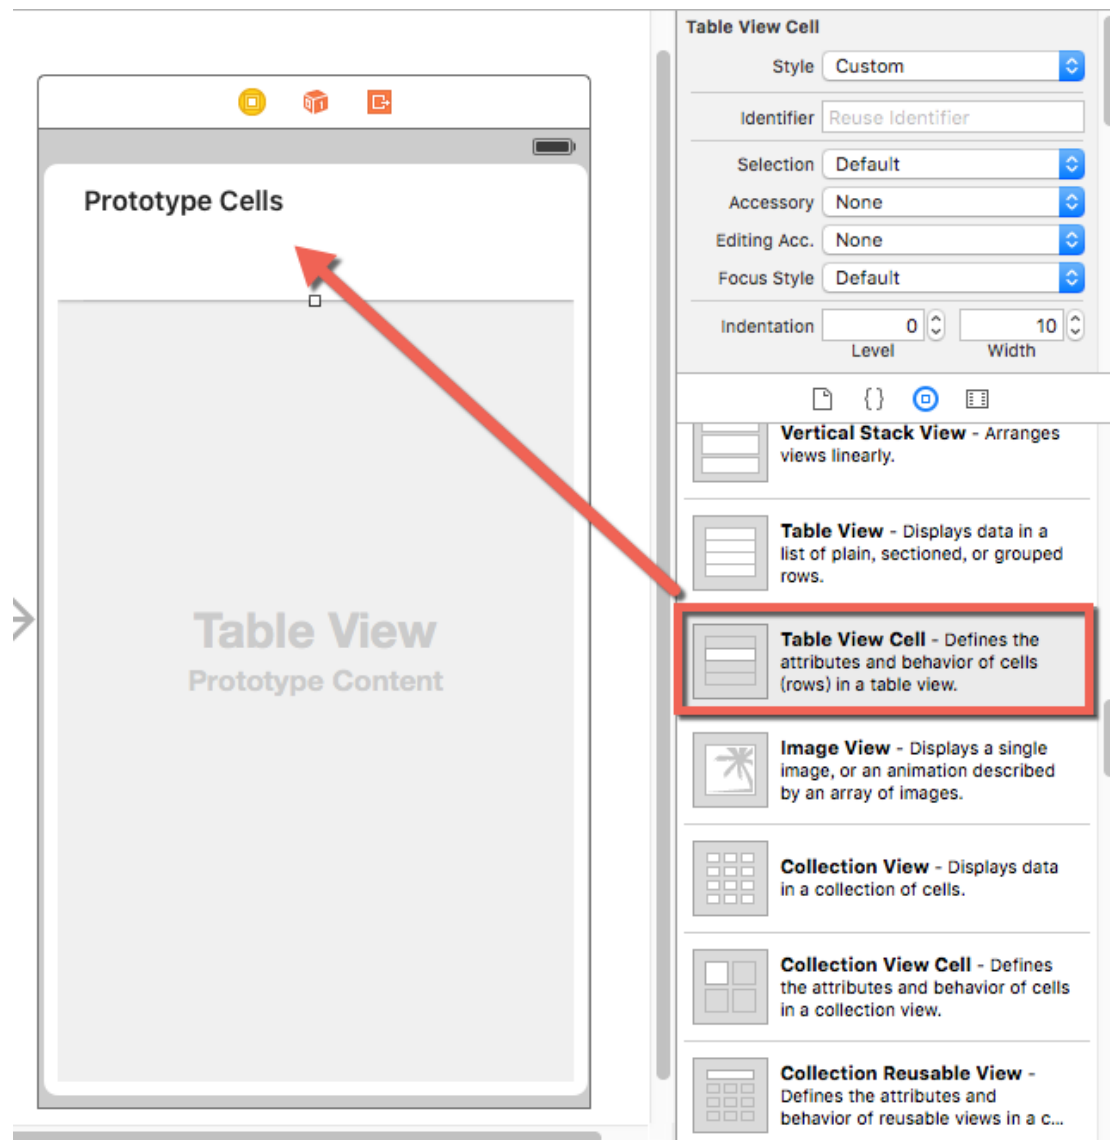 Prototype Cells
Table View
Prototype Content
Table View Cell
Style Custom
Identifier Reuse Identifier
Selection Default
Accessory None
Editing Acc. None
Focus Style Default
Indentation 0 10
Level Width
Vertical Stack View - Arranges
views linearly.
Table View - Displays data in a
list of plain, sectioned, or grouped
rows.
Table View Cell - Defines the
attributes and behavior of cells
(rows) in a table view.
Image View - Displays a single
image, or an animation described
by an array of images.
Collection View - Displays data
in a collection of cells.
Collection View Cell - Defines
the attributes and behavior of cells
in a collection view.
Collection Reusable View -
Defines the attributes and
behavior of reusable views in a c...